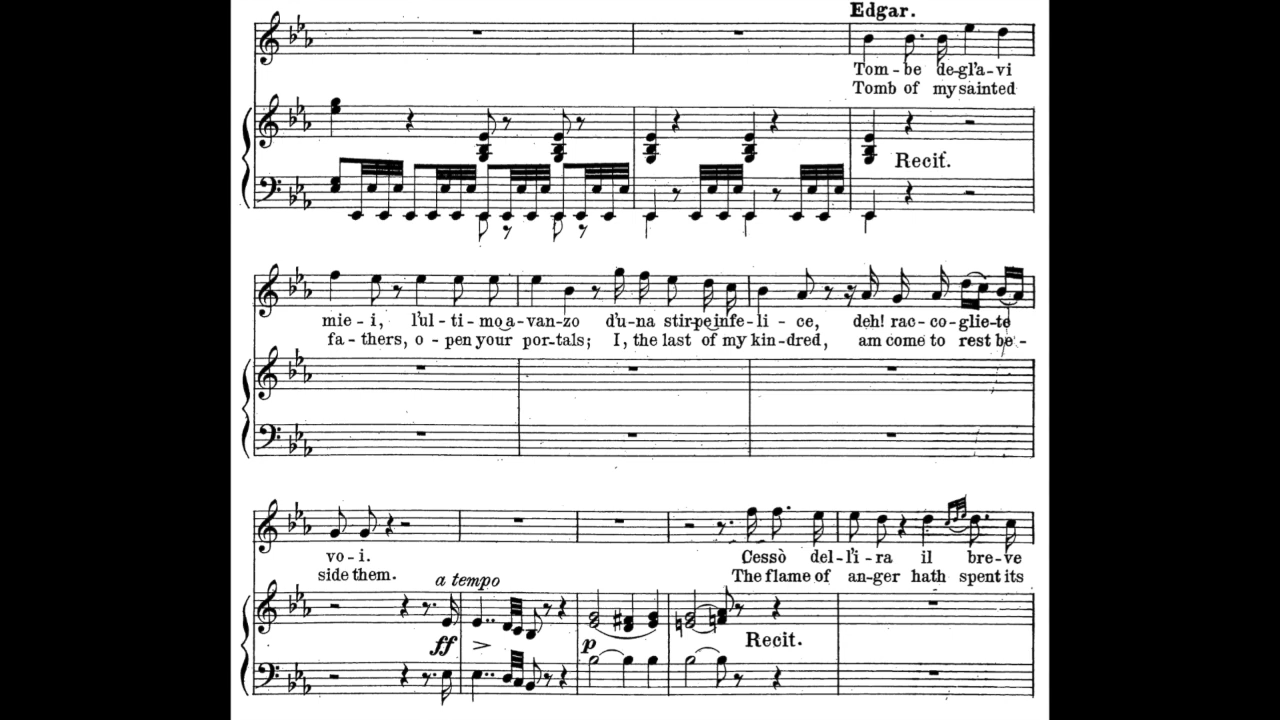 Edgar.
Tom - be de-gl'a - vi
Tomb of my sainted
Recit.
mie - i, l'ul - ti - mo a - van - zo d'u - na stir - pe infe - li - ce, deh! rac - co - glie - te
fa - thers, o - pen your por - tals; I, the last of my kin - dred, am come to rest be -
vo - i. Cessò del - l'i - ra il bre - ve
side them. The flame of an - ger hath spent its
a tempo
ff p Recit.